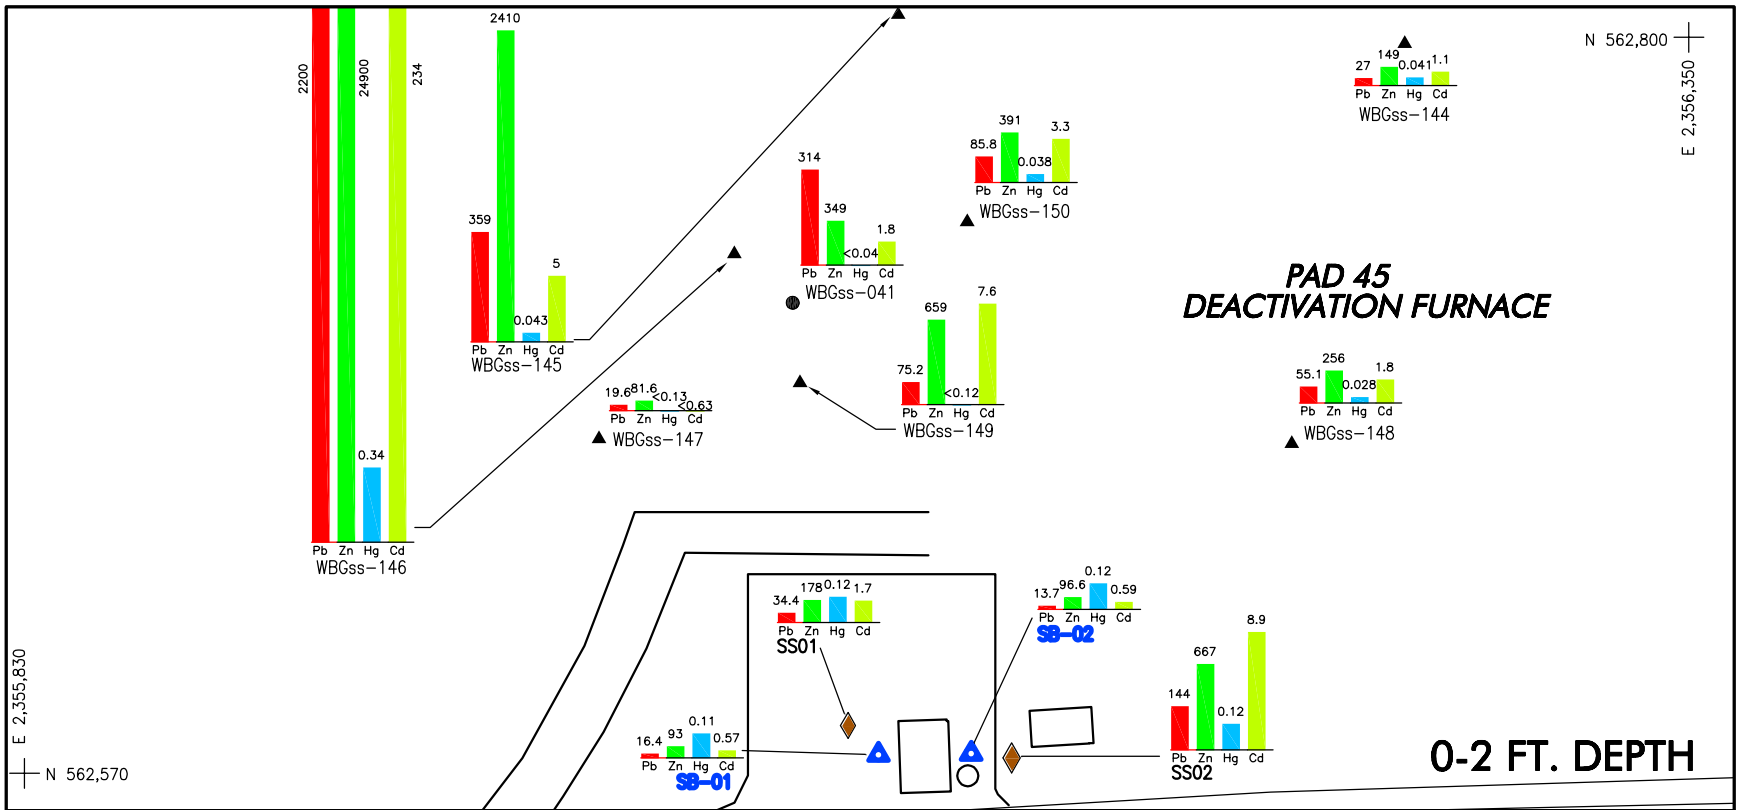 2200
24900
234
Pb Zn Hg Cd
0.34
WBGss-146
2410
359
0.043
5
Pb Zn Hg Cd
WBGss-145
314
349
<0.04
1.8
Pb Zn Hg Cd
WBGss-041
85.8
391
0.038
3.3
Pb Zn Hg Cd
WBGss-150
27
149
0.041
1.1
Pb Zn Hg Cd
WBGss-144
N 562,800
E 2,356,350
PAD 45
DEACTIVATION FURNACE
19.6
81.6
<0.13
<0.63
Pb Zn Hg Cd
WBGss-147
75.2
659
<0.12
7.6
Pb Zn Hg Cd
WBGss-149
55.1
256
0.028
1.8
Pb Zn Hg Cd
WBGss-148
34.4
178
0.12
1.7
Pb Zn Hg Cd
SS01
13.7
96.6
0.12
0.59
Pb Zn Hg Cd
SB-02
144
667
0.12
8.9
Pb Zn Hg Cd
SS02
16.4
93
0.11
0.57
Pb Zn Hg Cd
SB-01
E 2,355,830
N 562,570
0-2 FT. DEPTH